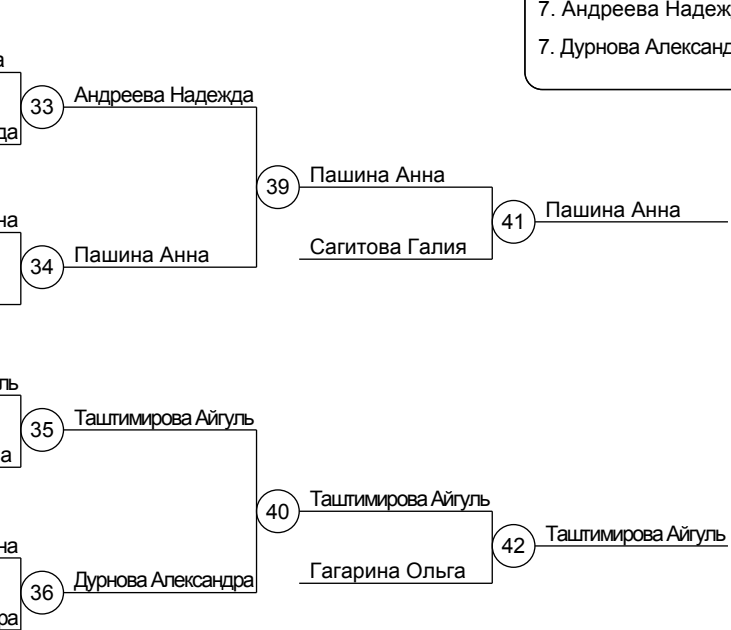 7. Андреева Надеж
7. Дурнова Александ
33 Андреева Надежда
39 Пашина Анна
41 Пашина Анна
Сагитова Галия
34 Пашина Анна
35 Таштимирова Айгуль
40 Таштимирова Айгуль
42 Таштимирова Айгуль
Гагарина Ольга
36 Дурнова Александра